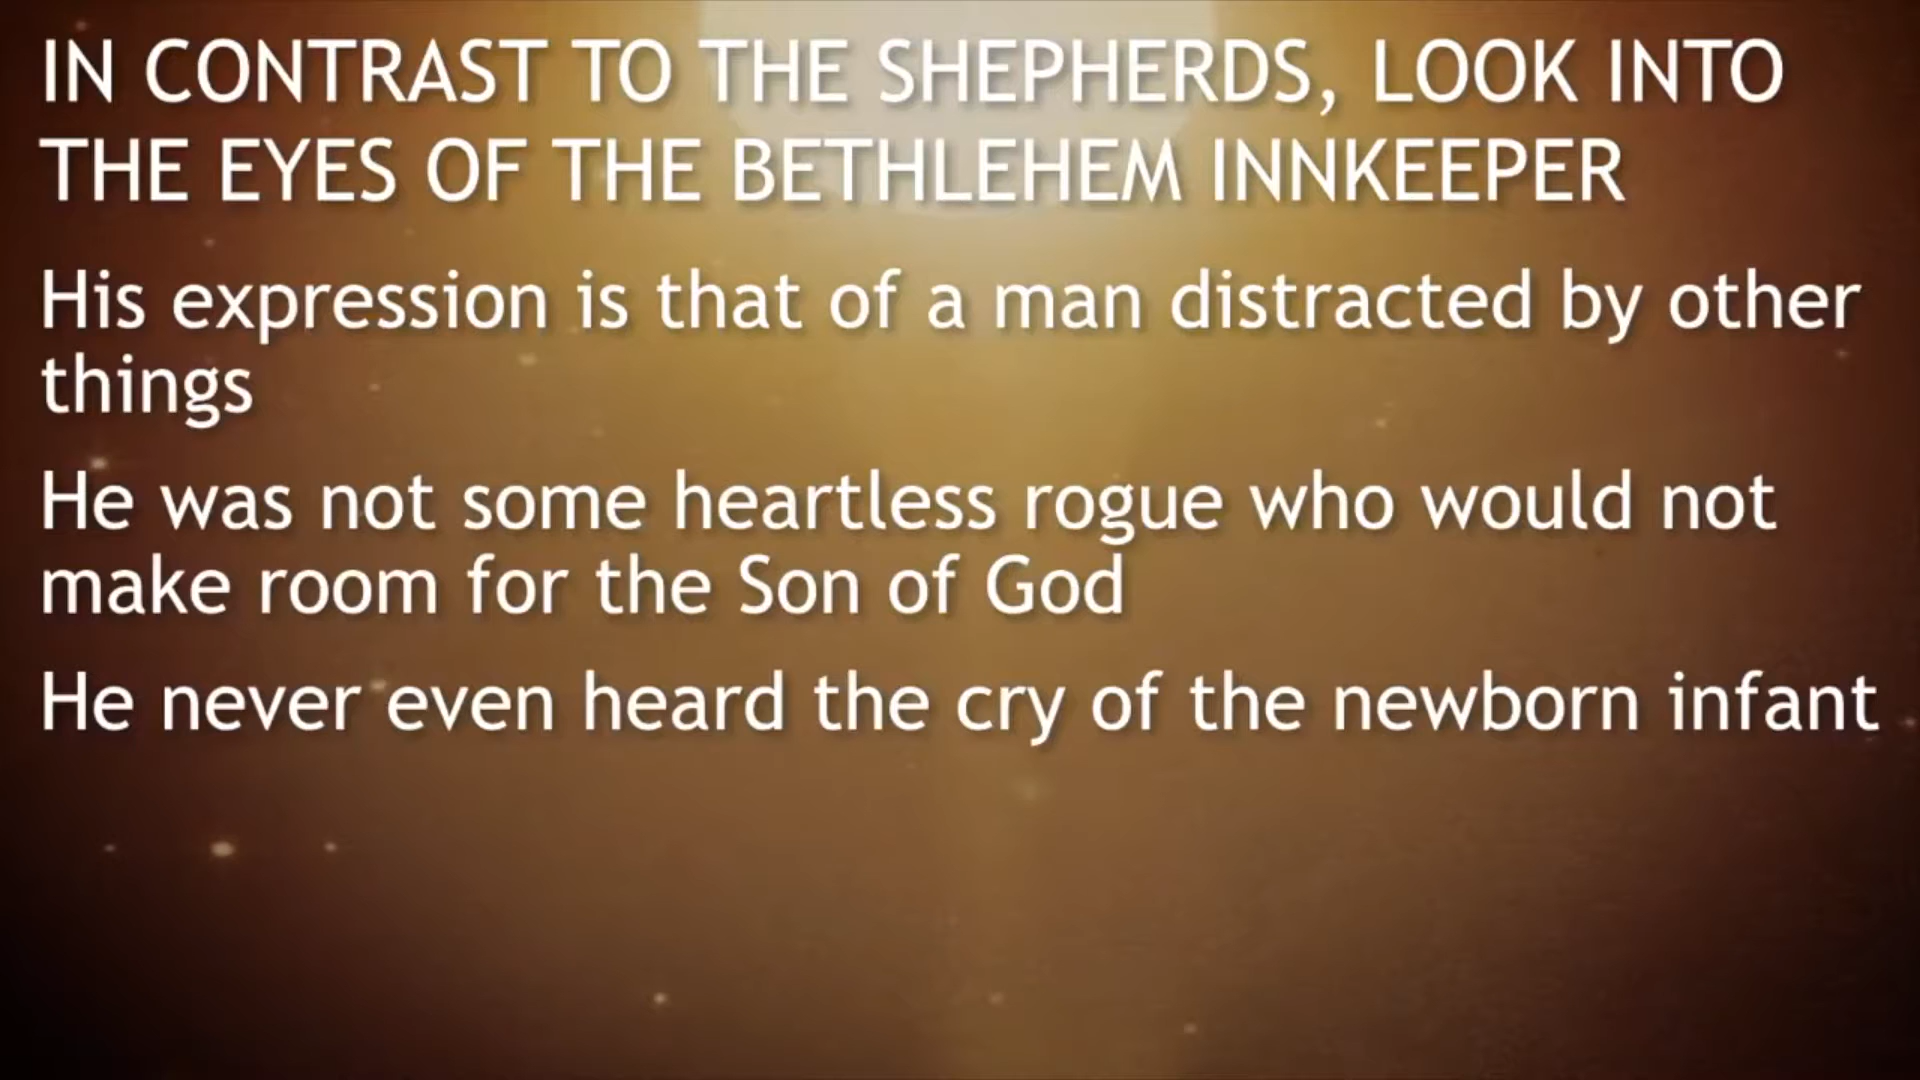 IN CONTRAST TO THE SHEPHERDS, LOOK INTO
THE EYES OF THE BETHLEHEM INNKEEPER
His expression is that of a man distracted by other
things
He was not some heartless rogue who would not
make room for the Son of God
He never even heard the cry of the newborn infant